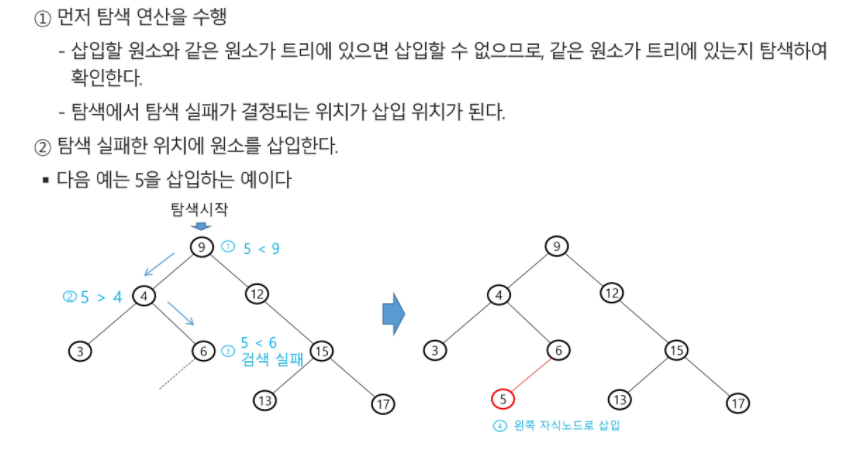 ① 먼저 탐색 연산을 수행
- 삽입할 원소와 같은 원소가 트리에 있으면 삽입할 수 없으므로, 같은 원소가 트리에 있는지 탐색하여
확인한다.
- 탐색에서 탐색 실패가 결정되는 위치가 삽입 위치가 된다.
② 탐색 실패한 위치에 원소를 삽입한다.
▪ 다음 예는 5을 삽입하는 예이다
탐색시작
9 ① 5 < 9
② 5 > 4 4 12
3 6 ③ 5 < 6
검색 실패 15
13 17
9
4 12
3 6 15
5 13 17
④ 왼쪽 자식노드로 삽입